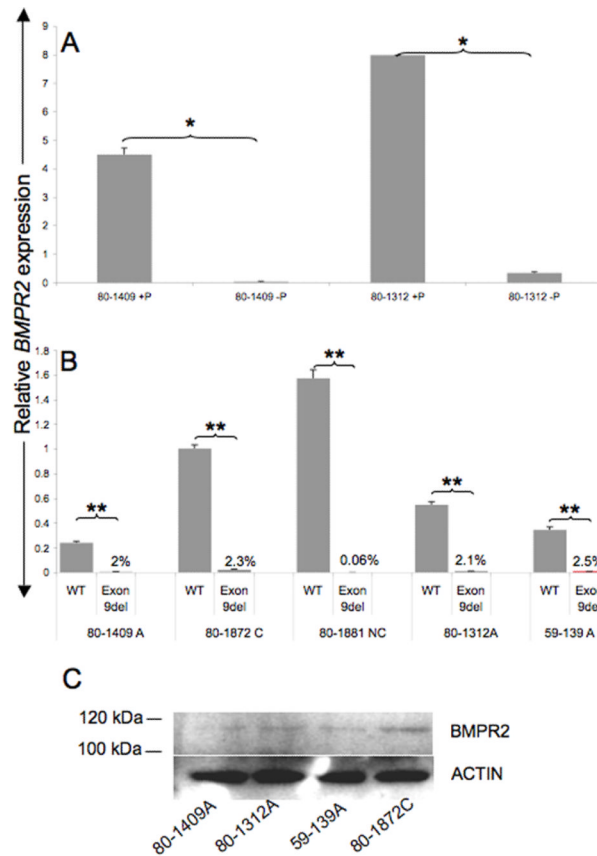 Relative BMPR2 expression
A
9
8
7
6
5
4
3
2
1
0
*
*
80-1409 +P
80-1409 -P
80-1312 +P
80-1312 -P
B
1.8
1.6
1.4
1.2
1
0.8
0.6
0.4
0.2
0
**
**
**
**
**
2%
2.3%
0.06%
2.1%
2.5%
WT Exon 9del WT Exon 9del WT Exon 9del WT Exon 9del WT Exon 9del
80-1409 A 80-1872 C 80-1881 NC 80-1312A 59-139 A
C
120 kDa
100 kDa
BMPR2
ACTIN
80-1409A
80-1312A
59-139A
80-1872C